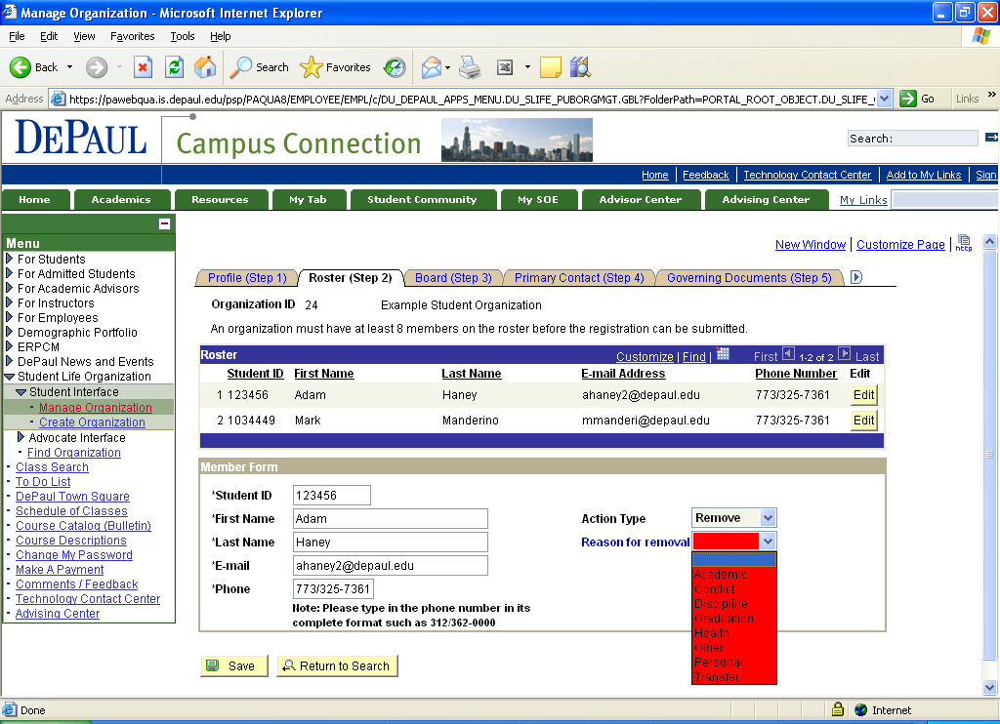 Manage Organization - Microsoft Internet Explorer
File Edit View Favorites Tools Help
Back Search Favorites
Address https://pawebqua.is.depaul.edu/psp/PAQUA8/EMPLOYEE/EMPL/c/DU_DEPAUL_APPS_MENU.DU_SLIFE_PUBORGMGT.GBL?FolderPath=PORTAL_ROOT_OBJECT.DU_SLIFE_ Go Links »
DEPAUL Campus Connection Search:
Home | Feedback | Technology Contact Center | Add to My Links | Sign
Home Academics Resources My Tab Student Community My SOE Advisor Center Advising Center My Links
Menu
For Students
For Admitted Students
For Academic Advisors
For Instructors
For Employees
Demographic Portfolio
ERPCM
DePaul News and Events
Student Life Organization
Student Interface
- Manage Organization
- Create Organization
Advocate Interface
- Find Organization
- Class Search
- To Do List
- DePaul Town Square
- Schedule of Classes
- Course Catalog (Bulletin)
- Course Descriptions
- Change My Password
- Make A Payment
- Comments / Feedback
- Technology Contact Center
- Advising Center
New Window | Customize Page | http
Profile (Step 1) Roster (Step 2) Board (Step 3) Primary Contact (Step 4) Governing Documents (Step 5)
Organization ID 24 Example Student Organization
An organization must have at least 8 members on the roster before the registration can be submitted.
Roster Customize | Find | First 1-2 of 2 Last
Student ID First Name Last Name E-mail Address Phone Number Edit
1 123456 Adam Haney ahaney2@depaul.edu 773/325-7361 Edit
2 1034449 Mark Manderino mmanderi@depaul.edu 773/325-7361 Edit
Member Form
*Student ID 123456
*First Name Adam Action Type Remove
*Last Name Haney Reason for removal
*E-mail ahaney2@depaul.edu
*Phone 773/325-7361
Note: Please type in the phone number in its
complete format such as 312/362-0000
Academic
Conflict
Discipline
Graduation
Health
Other
Personal
Transfer
Save Return to Search
Done Internet